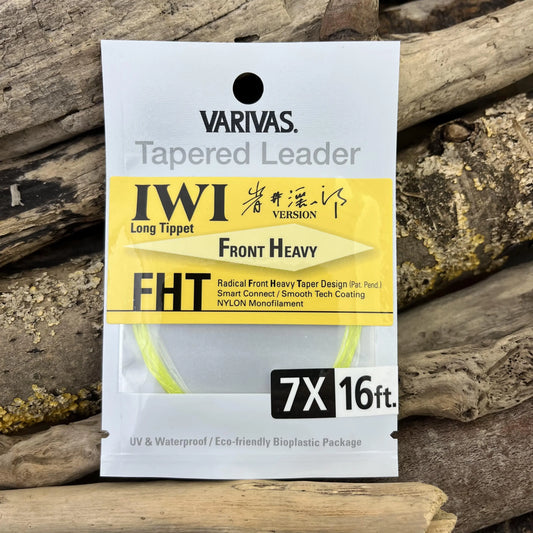 VARIVAS®
Tapered Leader
IWI 岩井渓一郎
Long Tippet VERSION
FRONT HEAVY
FHT
Radical Front Heavy Taper Design (Pat. Pend.)
Smart Connect / Smooth Tech Coating
NYLON Monofilament
7X 16ft.
UV & Waterproof / Eco-friendly Bioplastic Package